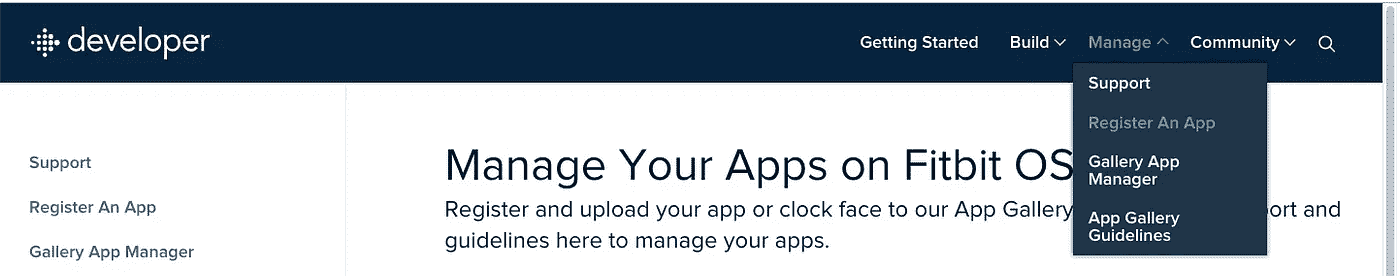 developer
Getting Started
Build
Manage
Community
Support
Register An App
Gallery App
Manager
App Gallery
Guidelines
Support
Register An App
Gallery App Manager
Manage Your Apps on Fitbit OS
Register and upload your app or clock face to our App Gallery
guidelines here to manage your apps.